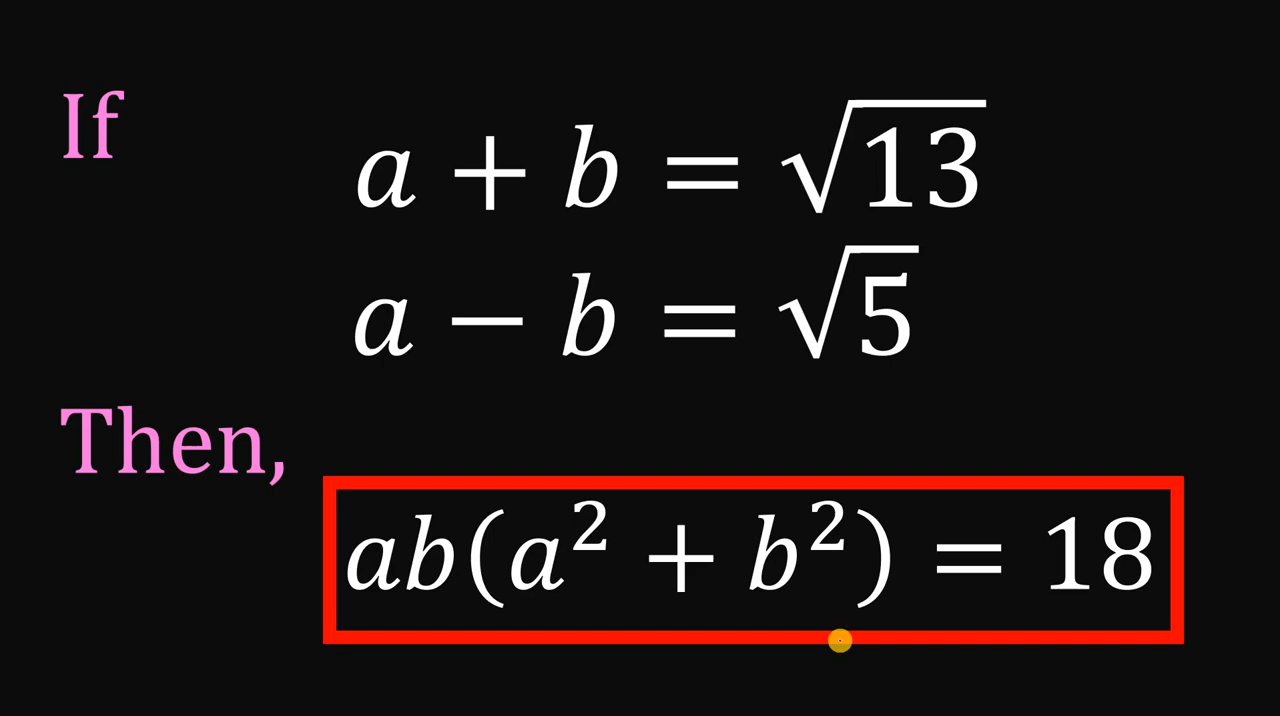 If
a + b = √13
a − b = √5
Then,
ab(a² + b²) = 18